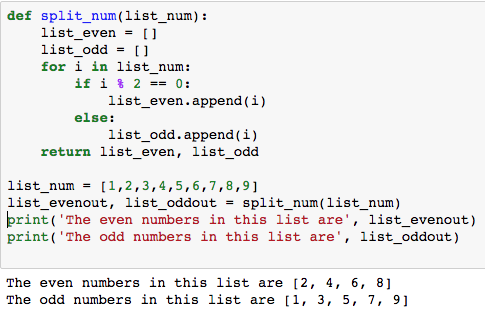 def split_num(list_num):
    list_even = []
    list_odd = []
    for i in list_num:
        if i % 2 == 0:
            list_even.append(i)
        else:
            list_odd.append(i)
    return list_even, list_odd
list_num = [1,2,3,4,5,6,7,8,9]
list_evenout, list_oddout = split_num(list_num)
print('The even numbers in this list are', list_evenout)
print('The odd numbers in this list are', list_oddout)
The even numbers in this list are [2, 4, 6, 8]
The odd numbers in this list are [1, 3, 5, 7, 9]